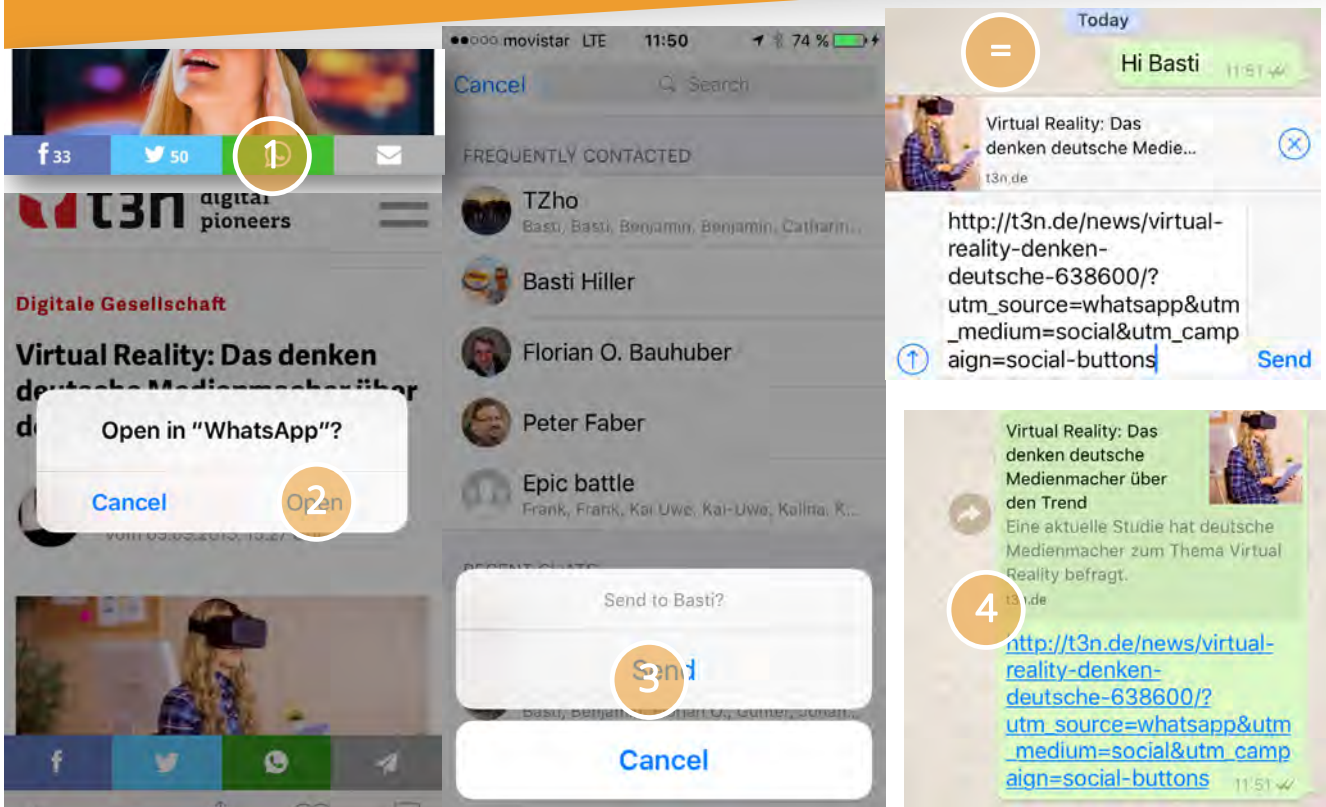 33
50
1
t3n digital
pioneers
Digitale Gesellschaft
Virtual Reality: Das denken
deutsche Medienmacher über
Open in "WhatsApp"?
Cancel
Open
2
movistar LTE 11:50 74 %
Cancel
Search
FREQUENTLY CONTACTED
TZho
Basti, Basti, Benjamin, Benjamin, Catharin...
Basti Hiller
Florian O. Bauhuber
Peter Faber
Epic battle
Frank, Frank, Kai Uwe, Kai-Uwe, Kalina, K...
RECENT CHATS
Send to Basti?
Send
3
Cancel
=
Today
Hi Basti 11:51
Virtual Reality: Das
denken deutsche Medie...
t3n.de
http://t3n.de/news/virtual-
reality-denken-
deutsche-638600/?
utm_source=whatsapp&utm
_medium=social&utm_camp
aign=social-buttons
Send
Virtual Reality: Das
denken deutsche
Medienmacher über
den Trend
Eine aktuelle Studie hat deutsche
Medienmacher zum Thema Virtual
Reality befragt.
t3n.de
4
http://t3n.de/news/virtual-
reality-denken-
deutsche-638600/?
utm_source=whatsapp&utm
_medium=social&utm_camp
aign=social-buttons 11:51